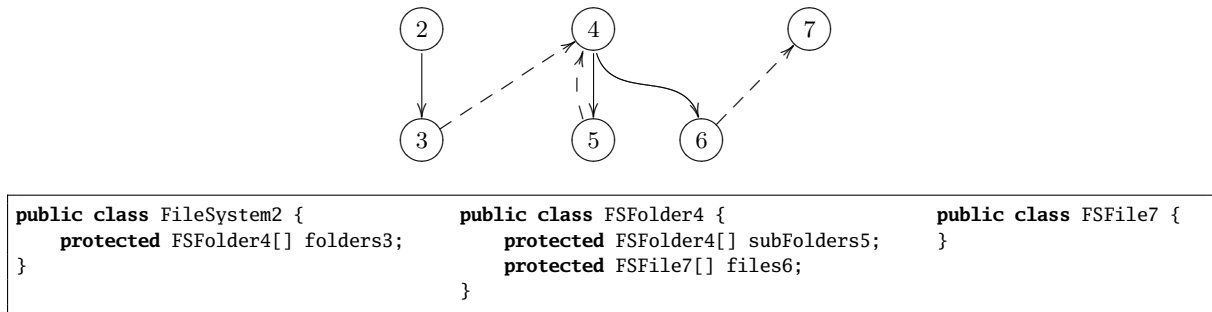 2 4 7
3 5 6
public class FileSystem2 {
protected FSFolder4[] folders3;
}
public class FSFolder4 {
protected FSFolder4[] subFolders5;
protected FSFile7[] files6;
}
public class FSFile7 {
}